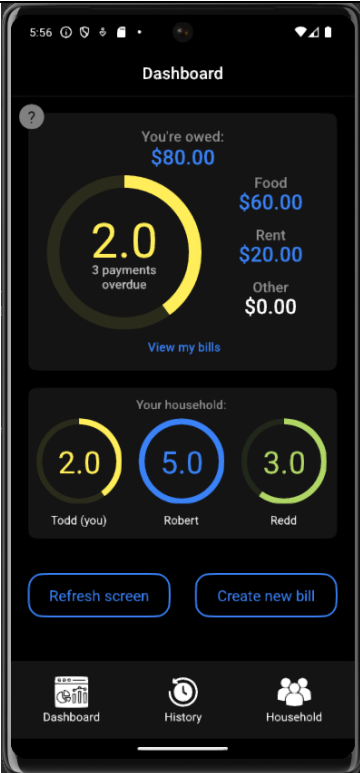 5:56
Dashboard
?
You're owed:
$80.00
2.0
3 payments
overdue
Food
$60.00
Rent
$20.00
Other
$0.00
View my bills
Your household:
2.0
5.0
3.0
Todd (you)
Robert
Redd
Refresh screen
Create new bill
Dashboard
History
Household